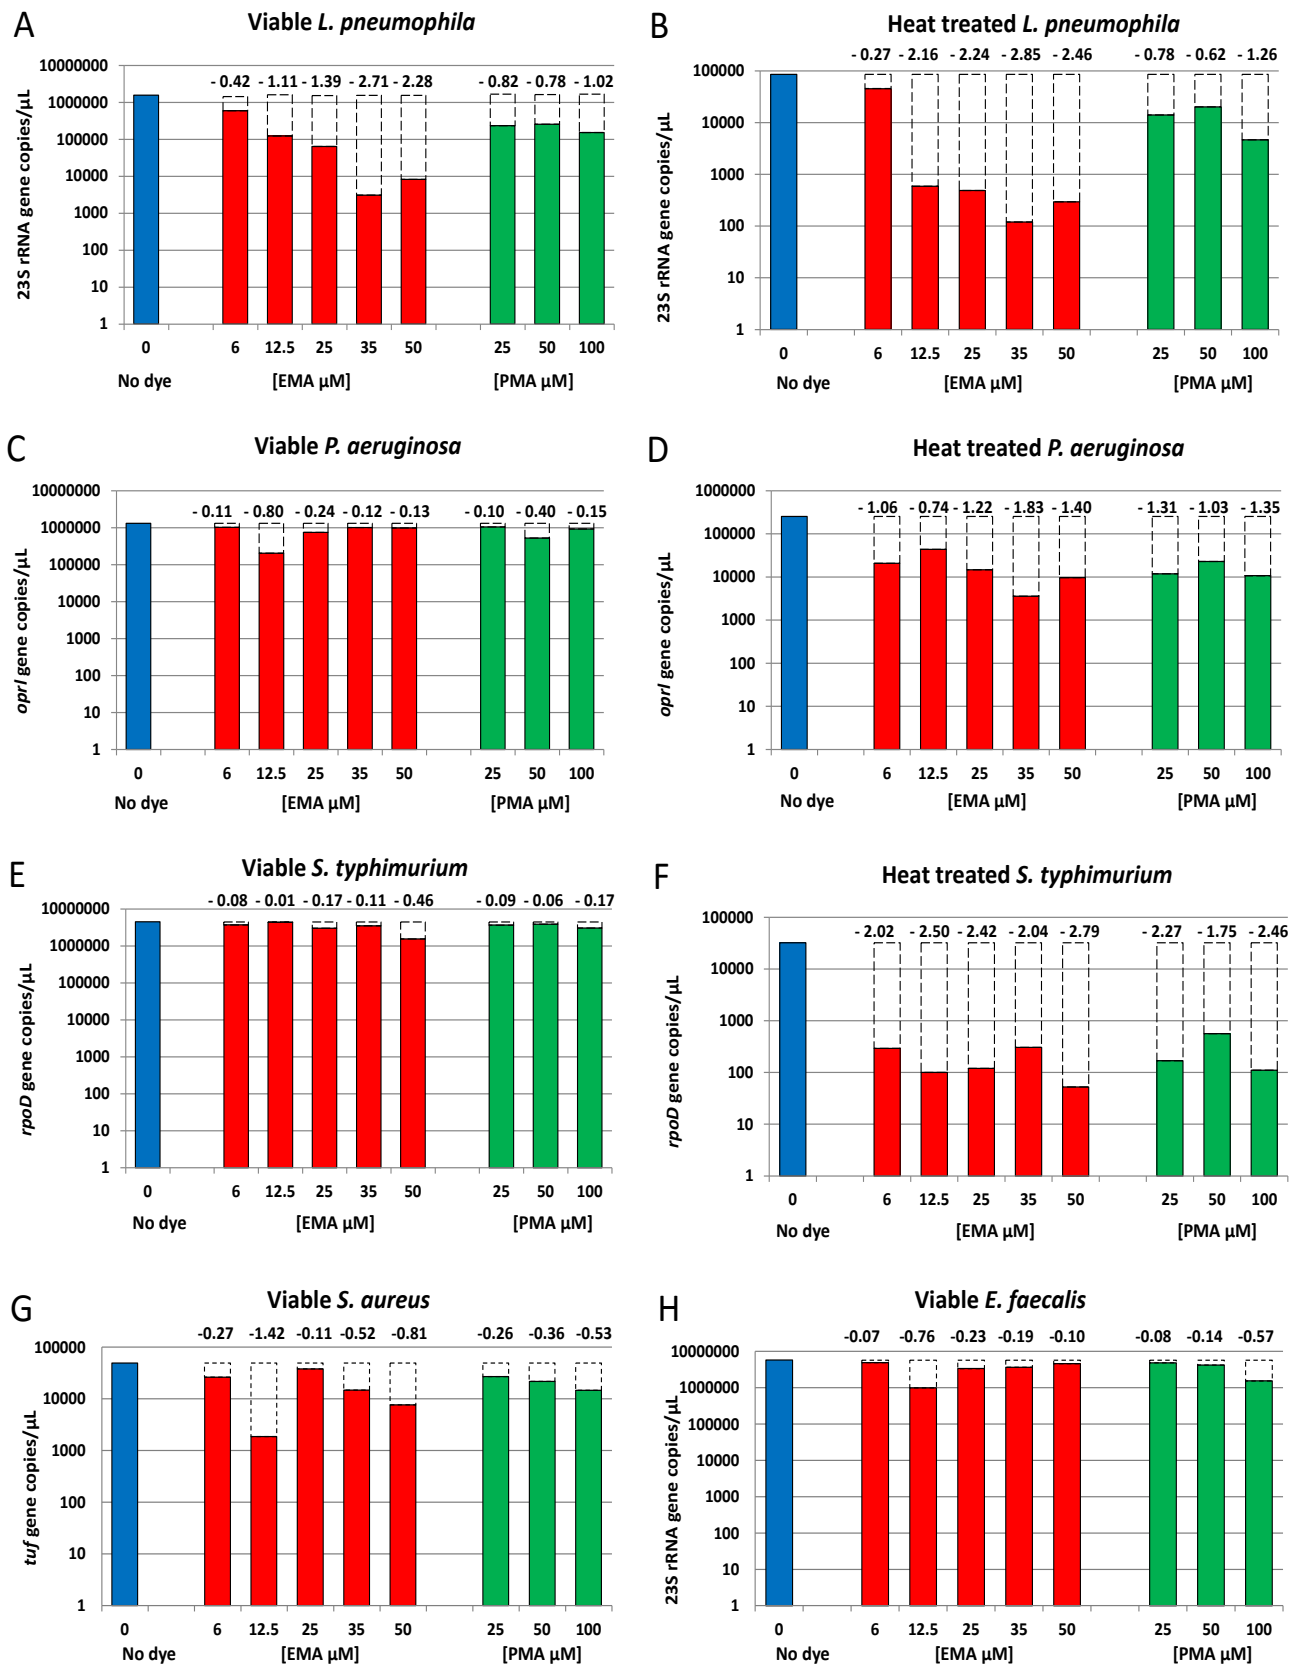 A
Viable L. pneumophila
- 0.42 - 1.11 - 1.39 - 2.71 - 2.28 - 0.82 - 0.78 - 1.02
10000000
1000000
100000
10000
1000
100
10
1
23S rRNA gene copies/µL
0 6 12.5 25 35 50 25 50 100
No dye [EMA µM] [PMA µM]
B
Heat treated L. pneumophila
- 0.27 - 2.16 - 2.24 - 2.85 - 2.46 - 0.78 - 0.62 - 1.26
100000
10000
1000
100
10
1
23S rRNA gene copies/µL
0 6 12.5 25 35 50 25 50 100
No dye [EMA µM] [PMA µM]
C
Viable P. aeruginosa
10000000
- 0.11 - 0.80 - 0.24 - 0.12 - 0.13 - 0.10 - 0.40 - 0.15
1000000
100000
10000
1000
100
10
1
oprI gene copies/µL
0 6 12.5 25 35 50 25 50 100
No dye [EMA µM] [PMA µM]
D
Heat treated P. aeruginosa
1000000
- 1.06 - 0.74 - 1.22 - 1.83 - 1.40 - 1.31 - 1.03 - 1.35
100000
10000
1000
100
10
1
oprI gene copies/µL
0 6 12.5 25 35 50 25 50 100
No dye [EMA µM] [PMA µM]
E
Viable S. typhimurium
- 0.08 - 0.01 - 0.17 - 0.11 - 0.46 - 0.09 - 0.06 - 0.17
10000000
1000000
100000
10000
1000
100
10
1
rpoD gene copies/µL
0 6 12.5 25 35 50 25 50 100
No dye [EMA µM] [PMA µM]
F
Heat treated S. typhimurium
100000
- 2.02 - 2.50 - 2.42 - 2.04 - 2.79 - 2.27 - 1.75 - 2.46
10000
1000
100
10
1
rpoD gene copies/µL
0 6 12.5 25 35 50 25 50 100
No dye [EMA µM] [PMA µM]
G
Viable S. aureus
-0.27 -1.42 -0.11 -0.52 -0.81 -0.26 -0.36 -0.53
100000
10000
1000
100
10
1
tuf gene copies/µL
0 6 12.5 25 35 50 25 50 100
No dye [EMA µM] [PMA µM]
H
Viable E. faecalis
-0.07 -0.76 -0.23 -0.19 -0.10 -0.08 -0.14 -0.57
10000000
1000000
100000
10000
1000
100
10
1
23S rRNA gene copies/µL
0 6 12.5 25 35 50 25 50 100
No dye [EMA µM] [PMA µM]